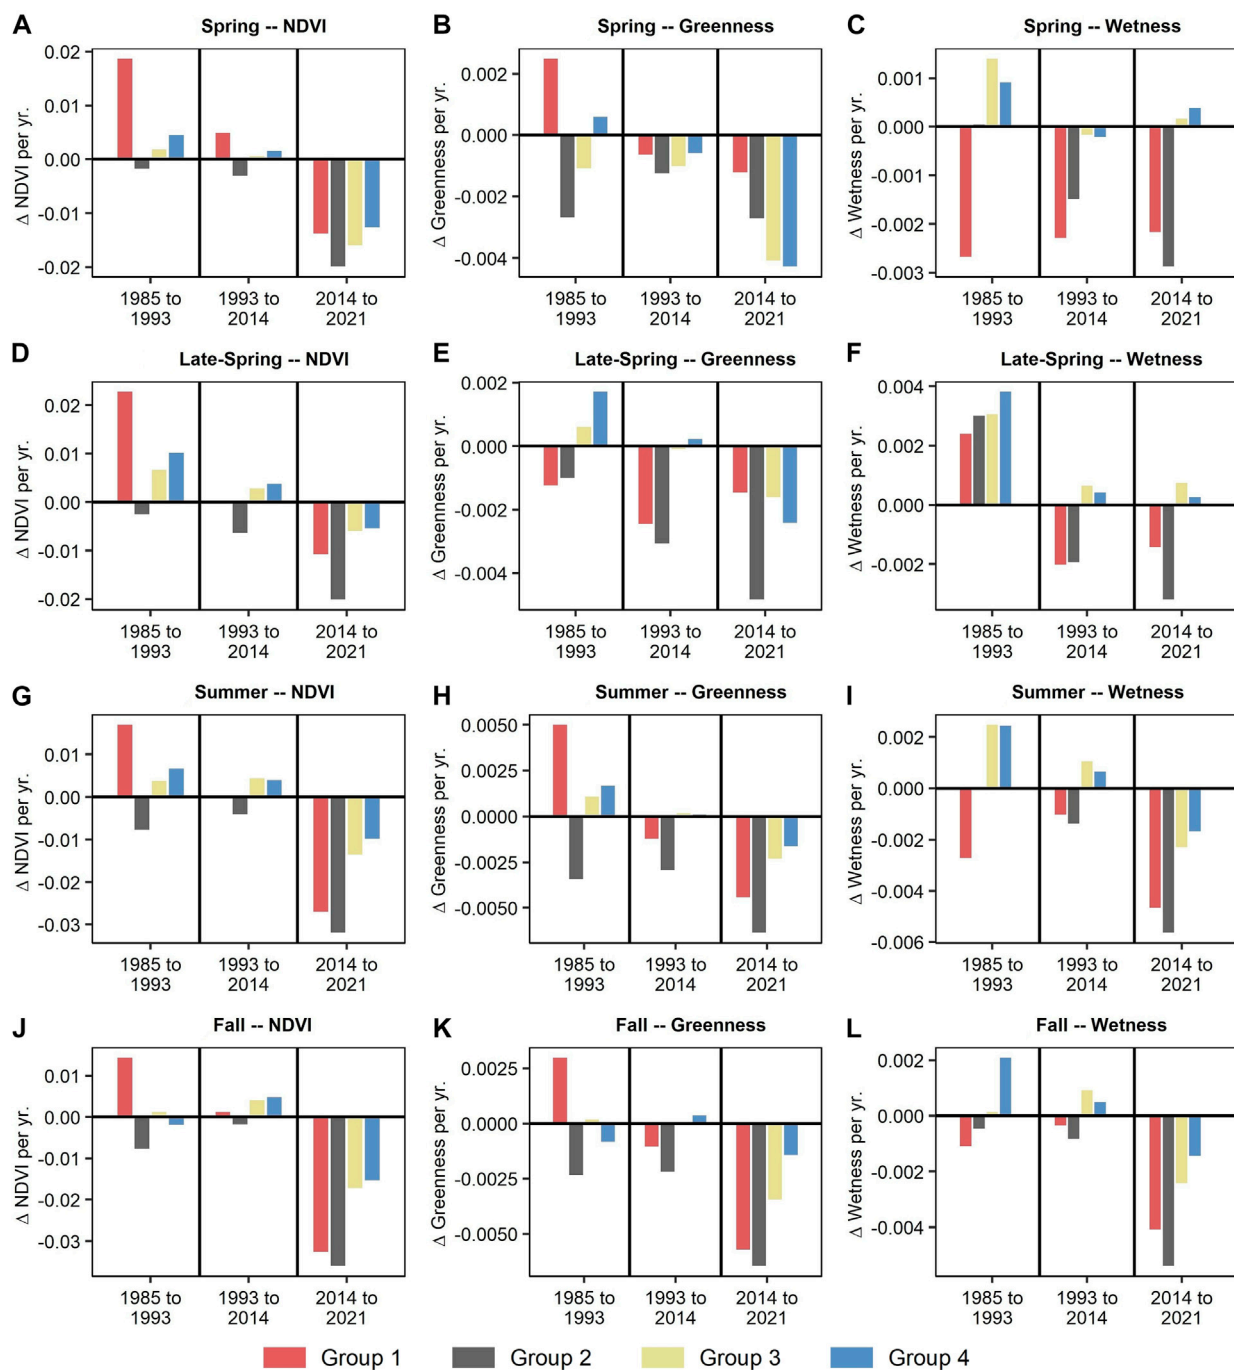 A Spring -- NDVI
Δ NDVI per yr.
0.02
0.01
0.00
-0.01
-0.02
1985 to
1993
1993 to
2014
2014 to
2021
B Spring -- Greenness
Δ Greenness per yr.
0.002
0.000
-0.002
-0.004
1985 to
1993
1993 to
2014
2014 to
2021
C Spring -- Wetness
Δ Wetness per yr.
0.001
0.000
-0.001
-0.002
-0.003
1985 to
1993
1993 to
2014
2014 to
2021
D Late-Spring -- NDVI
Δ NDVI per yr.
0.02
0.01
0.00
-0.01
-0.02
1985 to
1993
1993 to
2014
2014 to
2021
E Late-Spring -- Greenness
Δ Greenness per yr.
0.002
0.000
-0.002
-0.004
1985 to
1993
1993 to
2014
2014 to
2021
F Late-Spring -- Wetness
Δ Wetness per yr.
0.004
0.002
0.000
-0.002
1985 to
1993
1993 to
2014
2014 to
2021
G Summer -- NDVI
Δ NDVI per yr.
0.01
0.00
-0.01
-0.02
-0.03
1985 to
1993
1993 to
2014
2014 to
2021
H Summer -- Greenness
Δ Greenness per yr.
0.0050
0.0025
0.0000
-0.0025
-0.0050
1985 to
1993
1993 to
2014
2014 to
2021
I Summer -- Wetness
Δ Wetness per yr.
0.002
0.000
-0.002
-0.004
-0.006
1985 to
1993
1993 to
2014
2014 to
2021
J Fall -- NDVI
Δ NDVI per yr.
0.01
0.00
-0.01
-0.02
-0.03
1985 to
1993
1993 to
2014
2014 to
2021
K Fall -- Greenness
Δ Greenness per yr.
0.0025
0.0000
-0.0025
-0.0050
1985 to
1993
1993 to
2014
2014 to
2021
L Fall -- Wetness
Δ Wetness per yr.
0.002
0.000
-0.002
-0.004
1985 to
1993
1993 to
2014
2014 to
2021
Group 1 Group 2 Group 3 Group 4